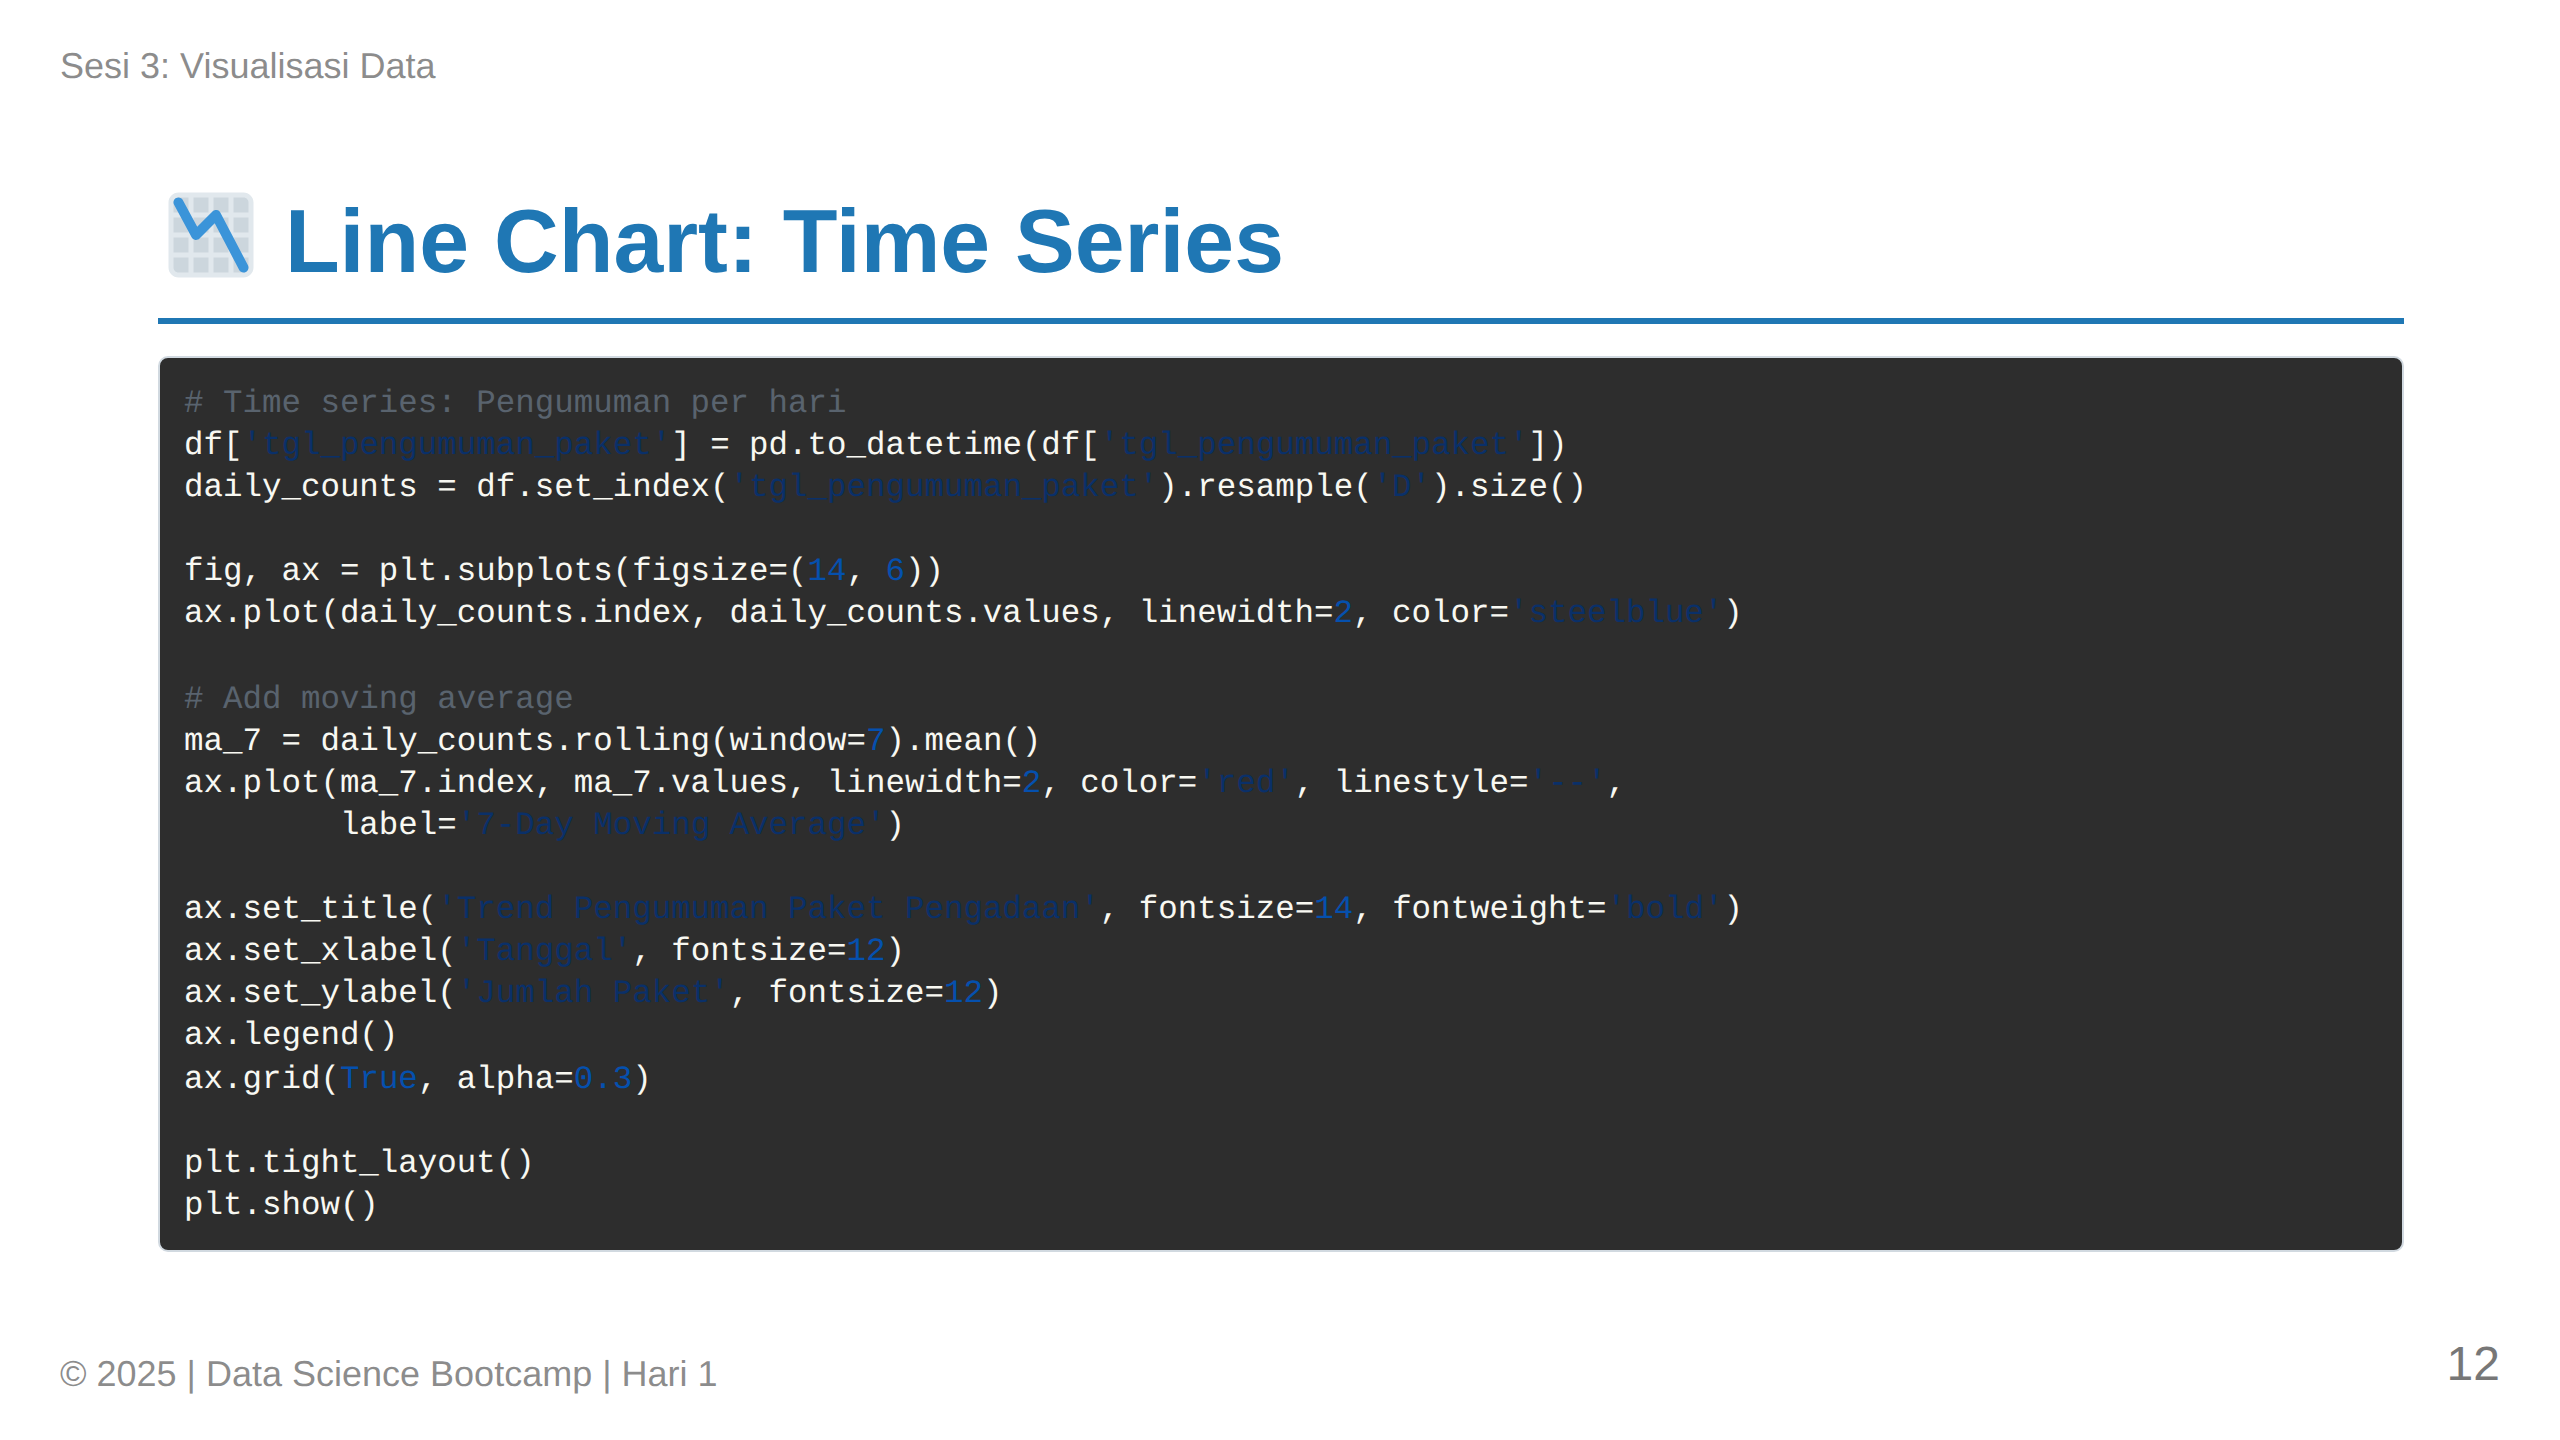 Sesi 3: Visualisasi Data
Line Chart: Time Series
# Time series: Penguman per hari
df['tgl_pengumuman_paket'] = pd.to_datetime(df['tgl_pengumuman_paket'])
daily_counts = df.set_index('tgl_pengumuman_paket').resample('D').size()
fig, ax = plt.subplots(figsize=(14, 6))
ax.plot(daily_counts.index, daily_counts.values, linewidth=2, color='steelblue')
# Add moving average
ma_7 = daily_counts.rolling(window=7).mean()
ax.plot(ma_7.index, ma_7.values, linewidth=2, color='red', linestyle='--',
        label='7-Day Moving Average')
ax.set_title('Trend Pengumuman Paket Pengadaan', fontsize=14, fontweight='bold')
ax.set_xlabel('Tanggal', fontsize=12)
ax.set_ylabel('Jumlah Paket', fontsize=12)
ax.legend()
ax.grid(True, alpha=0.3)
plt.tight_layout()
plt.show()
© 2025 | Data Science Bootcamp | Hari 1
12